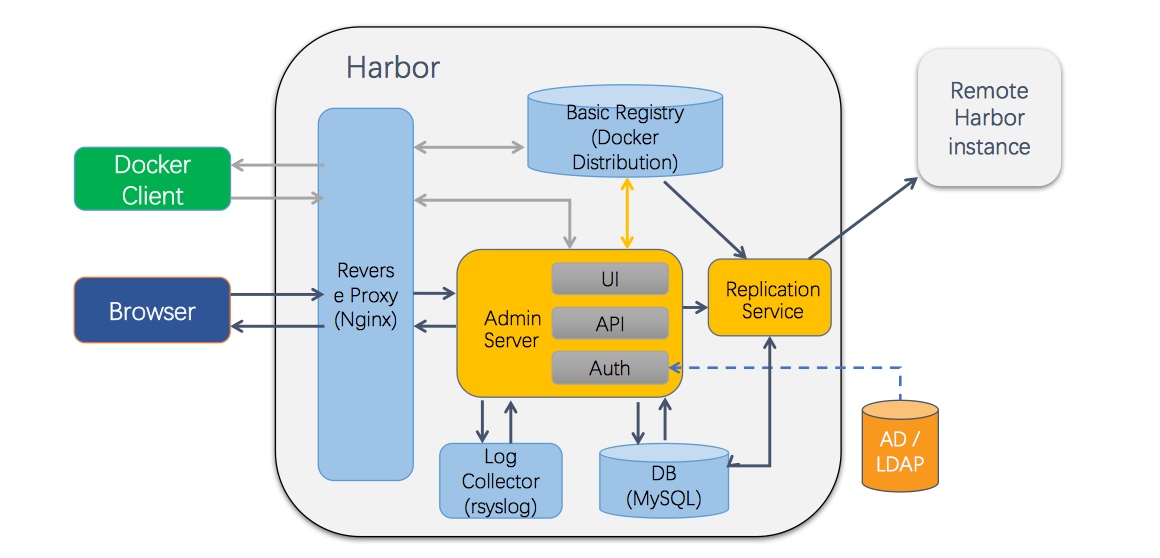 Harbor
Remote
Harbor
instance
Basic Registry
(Docker
Distribution)
Docker
Client
Revers
e Proxy
(Nginx)
Browser
Admin
Server
UI
API
Auth
Replication
Service
AD /
LDAP
Log
Collector
(rsyslog)
DB
(MySQL)